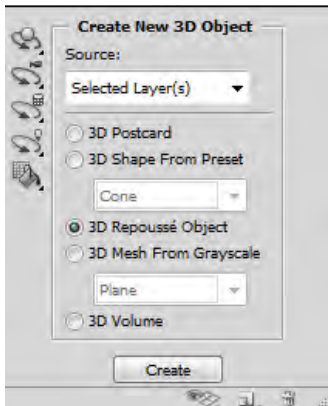 Create New 3D Object
Source:
Selected Layer(s)
3D Postcard
3D Shape From Preset
Cone
3D Repoussé Object
3D Mesh From Grayscale
Plane
3D Volume
Create